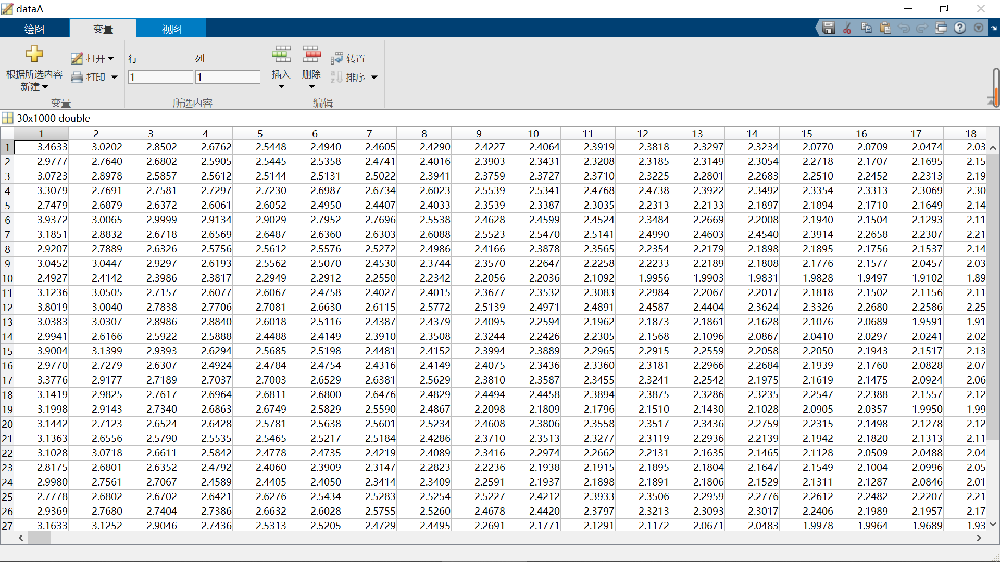 dataA
绘图 变量 视图
根据所选内容
新建
打开
打印
变量
行 列
1 1
所选内容
插入 删除 转置
排序
编辑
30x1000 double
1 2 3 4 5 6 7 8 9 10 11 12 13 14 15 16 17 18
1 3.4633 3.0202 2.8502 2.6762 2.5448 2.4940 2.4605 2.4290 2.4227 2.4064 2.3919 2.3818 2.3297 2.3234 2.0770 2.0709 2.0474 2.03
2 2.9777 2.7640 2.6802 2.5905 2.5445 2.5358 2.4741 2.4016 2.3903 2.3431 2.3208 2.3185 2.3149 2.3054 2.2718 2.1707 2.1695 2.15
3 3.0723 2.8978 2.5857 2.5612 2.5144 2.5131 2.5022 2.3941 2.3759 2.3727 2.3710 2.3225 2.2801 2.2683 2.2510 2.2452 2.2313 2.19
4 3.3079 2.7691 2.7581 2.7297 2.7230 2.6987 2.6734 2.6023 2.5539 2.5341 2.4768 2.4738 2.3922 2.3492 2.3354 2.3313 2.3069 2.30
5 2.7479 2.6879 2.6372 2.6061 2.6052 2.4950 2.4407 2.4033 2.3539 2.3387 2.3035 2.2313 2.2133 2.1897 2.1894 2.1710 2.1649 2.14
6 3.9372 3.0065 2.9999 2.9134 2.9029 2.7952 2.7696 2.5538 2.4628 2.4599 2.4524 2.3484 2.2669 2.2008 2.1940 2.1504 2.1293 2.11
7 3.1851 2.8832 2.6718 2.6569 2.6487 2.6360 2.6303 2.6088 2.5523 2.5470 2.5141 2.4990 2.4603 2.4540 2.3914 2.2658 2.2307 2.21
8 2.9207 2.7889 2.6326 2.5756 2.5612 2.5576 2.5272 2.4986 2.4166 2.3878 2.3565 2.2354 2.2179 2.1898 2.1895 2.1756 2.1537 2.14
9 3.0452 3.0447 2.9297 2.6193 2.5562 2.5070 2.4530 2.3744 2.3570 2.2647 2.2258 2.2233 2.2189 2.1808 2.1776 2.1577 2.0457 2.03
10 2.4927 2.4142 2.3986 2.3817 2.2949 2.2912 2.2550 2.2342 2.2056 2.2036 2.1092 1.9956 1.9903 1.9831 1.9828 1.9497 1.9102 1.89
11 3.1236 3.0505 2.7157 2.6077 2.6067 2.4758 2.4027 2.4015 2.3677 2.3532 2.3083 2.2984 2.2067 2.2017 2.1818 2.1502 2.1156 2.11
12 3.8019 3.0040 2.7838 2.7706 2.7081 2.6630 2.6115 2.5772 2.5139 2.4971 2.4891 2.4587 2.4404 2.3624 2.3326 2.2680 2.2586 2.25
13 3.0383 3.0307 2.8986 2.8840 2.6018 2.5116 2.4387 2.4379 2.4095 2.2594 2.1962 2.1873 2.1861 2.1628 2.1076 2.0689 1.9591 1.91
14 2.9941 2.6166 2.5922 2.5888 2.4488 2.4149 2.3910 2.3508 2.3244 2.2426 2.2305 2.1568 2.1096 2.0867 2.0410 2.0297 2.0241 2.02
15 3.9004 3.1399 2.9393 2.6294 2.5685 2.5198 2.4481 2.4152 2.3994 2.3889 2.2965 2.2915 2.2559 2.2058 2.2050 2.1943 2.1517 2.13
16 2.9770 2.7279 2.6307 2.4924 2.4784 2.4754 2.4316 2.4149 2.4075 2.3436 2.3360 2.3181 2.2966 2.2684 2.1939 2.1760 2.0828 2.07
17 3.3776 2.9177 2.7189 2.7037 2.7003 2.6529 2.6381 2.5629 2.3810 2.3587 2.3455 2.3241 2.2542 2.1975 2.1619 2.1475 2.0924 2.06
18 3.1419 2.9825 2.7617 2.6964 2.6811 2.6800 2.6476 2.4829 2.4494 2.4458 2.3894 2.3875 2.3286 2.3235 2.2547 2.2388 2.1557 2.12
19 3.1998 2.9143 2.7340 2.6863 2.6749 2.5829 2.5590 2.4867 2.2098 2.1809 2.1796 2.1510 2.1430 2.1028 2.0905 2.0357 1.9950 1.99
20 3.1442 2.7123 2.6524 2.6428 2.5781 2.5638 2.5601 2.5234 2.4608 2.3806 2.3558 2.3517 2.3436 2.2759 2.2315 2.1498 2.1278 2.12
21 3.1363 2.6556 2.5790 2.5535 2.5465 2.5217 2.5184 2.4286 2.3710 2.3513 2.3277 2.3119 2.2936 2.2139 2.1942 2.1820 2.1313 2.11
22 3.1028 3.0718 2.6611 2.5842 2.4778 2.4735 2.4219 2.4089 2.3416 2.2974 2.2662 2.2131 2.1635 2.1465 2.1128 2.0509 2.0488 2.04
23 2.8175 2.6801 2.6352 2.4792 2.4060 2.3909 2.3147 2.2823 2.2236 2.1938 2.1915 2.1895 2.1804 2.1647 2.1549 2.1004 2.0996 2.05
24 2.9980 2.7561 2.7067 2.4589 2.4405 2.4050 2.3414 2.3409 2.2591 2.1937 2.1898 2.1891 2.1806 2.1529 2.1311 2.1287 2.0846 2.01
25 2.7778 2.6802 2.6702 2.6421 2.6276 2.5434 2.5283 2.5254 2.5227 2.4212 2.3933 2.3506 2.2959 2.2776 2.2612 2.2482 2.2207 2.21
26 2.9369 2.7680 2.7404 2.7386 2.6632 2.6028 2.5755 2.5260 2.4678 2.4420 2.3797 2.3213 2.3093 2.3017 2.2406 2.1989 2.1957 2.17
27 3.1633 3.1252 2.9046 2.7436 2.5313 2.5205 2.4729 2.4495 2.2691 2.1771 2.1291 2.1172 2.0671 2.0483 1.9978 1.9964 1.9689 1.93